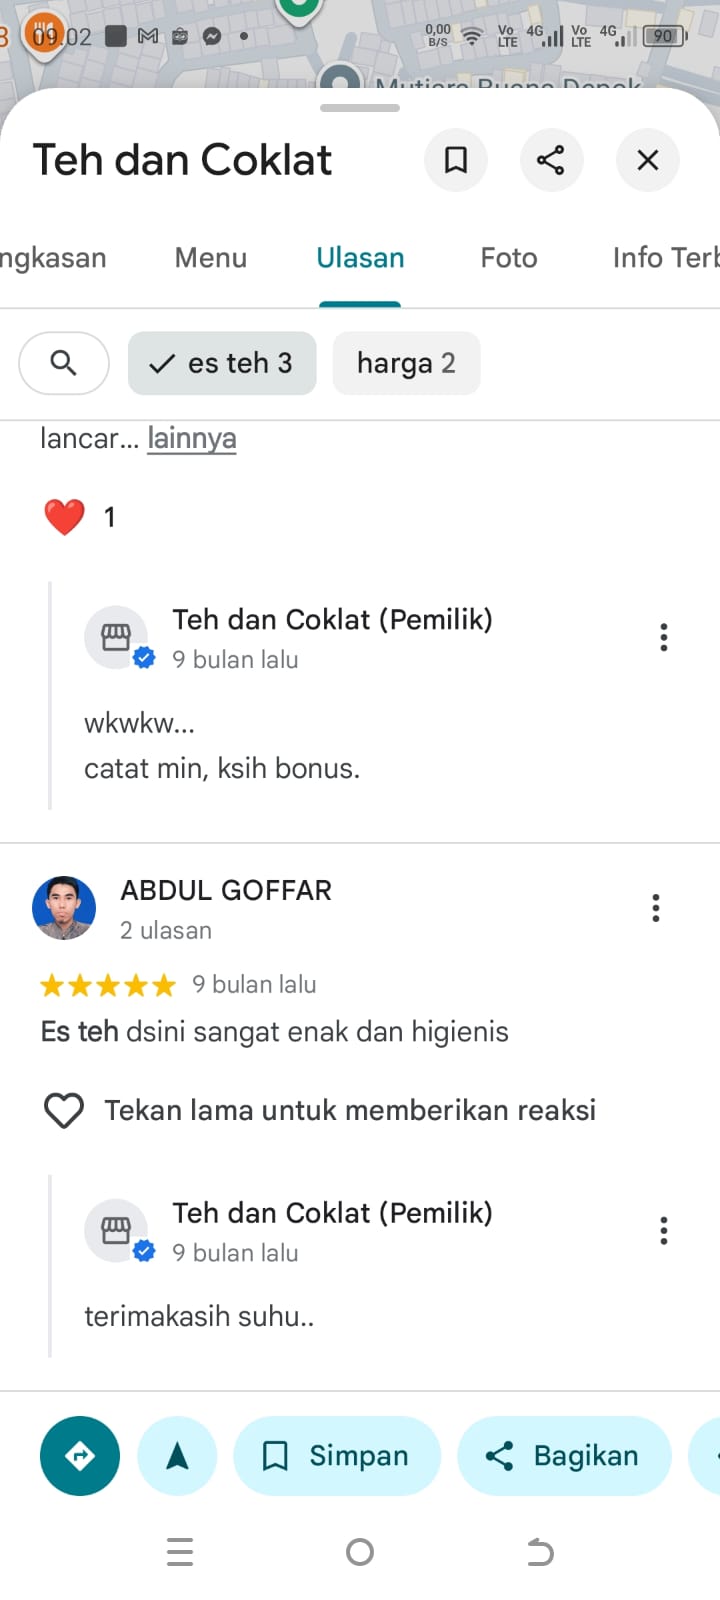 09.02
0,00 B/S
Vo LTE 4G Vo LTE 4G 90
Teh dan Coklat
ngkasan Menu Ulasan Foto Info Terb
es teh 3 harga 2
lancar... lainnya
1
Teh dan Coklat (Pemilik)
9 bulan lalu
wkwkw...
catat min, ksih bonus.
ABDUL GOFFAR
2 ulasan
9 bulan lalu
Es teh dsini sangat enak dan higienis
Tekan lama untuk memberikan reaksi
Teh dan Coklat (Pemilik)
9 bulan lalu
terimakasih suhu..
Simpan Bagikan